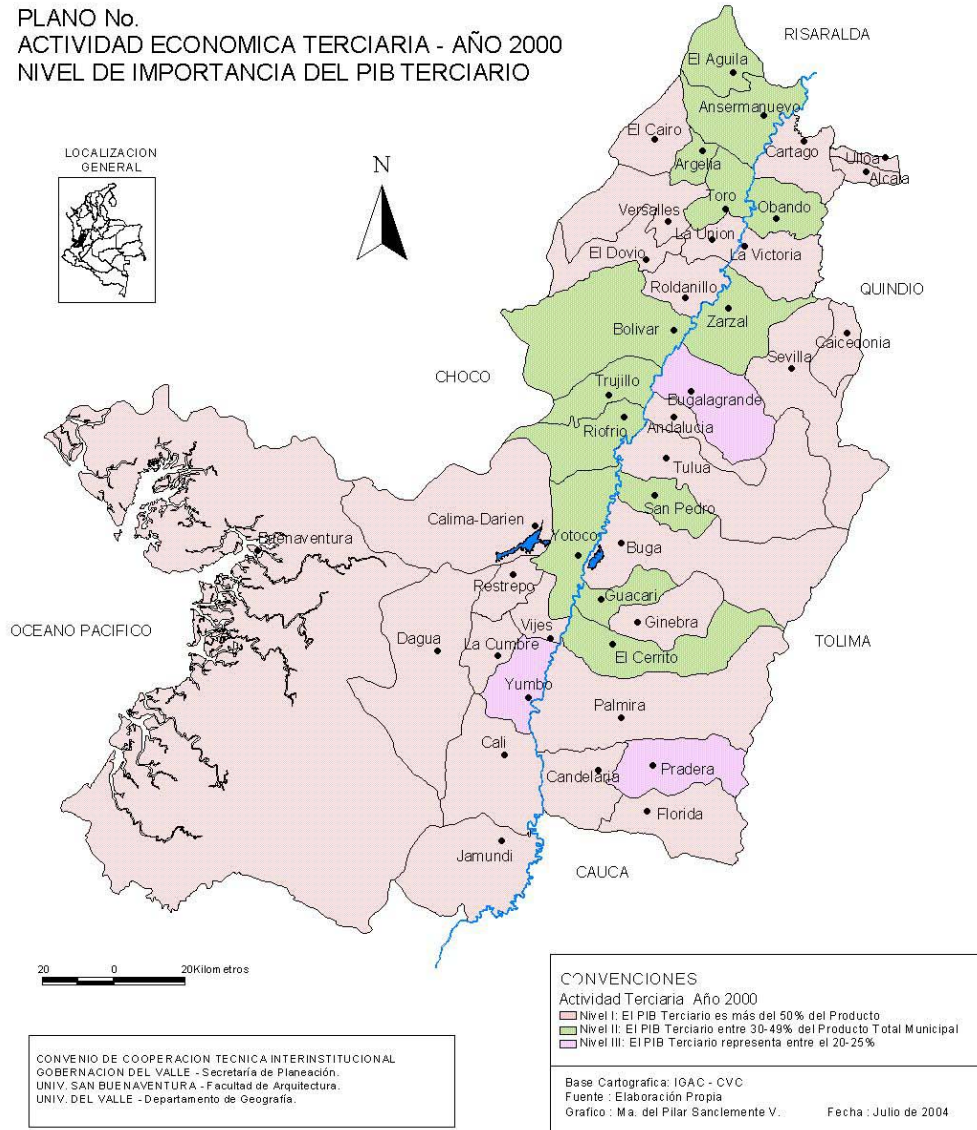 PLANO No.
ACTIVIDAD ECONOMICA TERCIARIA - AÑO 2000
NIVEL DE IMPORTANCIA DEL PIB TERCIARIO
RISARALDA
El Aguila
Ansermanuevo
El Cairo
Cartago
LOCALIZACION
GENERAL
N
Argelia
Ulloa
Alcala
Toro
Versalles
Obando
La Union
El Dovio
La Victoria
Roldanillo
QUINDIO
Zarzal
Bolivar
Caicedonia
Sevilla
CHOCO
Trujillo
Bugalagrande
Riofrio
Andalucia
Tulua
San Pedro
Calima-Darien
Buenaventura
Yotoco
Buga
Restrepo
Guacari
OCEANO PACIFICO
Vijes
Ginebra
Dagua
La Cumbre
TOLIMA
El Cerrito
Yumbo
Palmira
Cali
Candelaria
Pradera
Florida
Jamundi
CAUCA
20 0 20Kilometros
CONVENCIONES
Actividad Terciaria Año 2000
Nivel I: El PIB Terciario es más del 50% del Producto
Nivel II: El PIB Terciario entre 30-49% del Producto Total Municipal
Nivel III: El PIB Terciario representa entre el 20-25%
CONVENIO DE COOPERACION TECNICA INTERINSTITUCIONAL
GOBERNACION DEL VALLE - Secretaría de Planeación.
UNIV. SAN BUENAVENTURA - Facultad de Arquitectura.
UNIV. DEL VALLE - Departamento de Geografía.
Base Cartografica: IGAC - CVC
Fuente : Elaboración Propia
Grafico : Ma. del Pilar Sanclemente V. Fecha : Julio de 2004